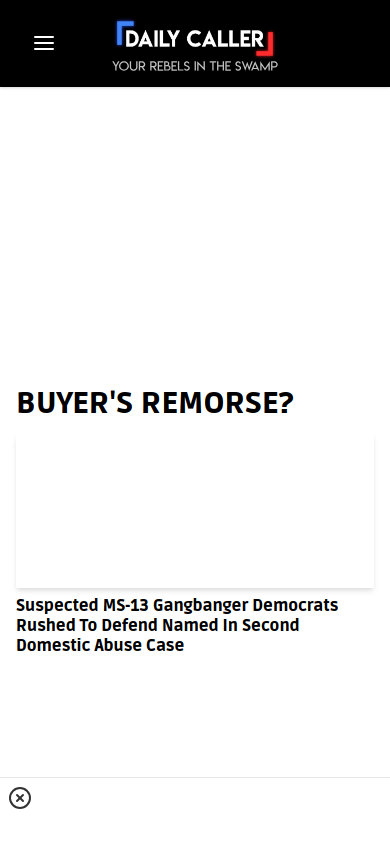 DAILY CALLER
YOUR REBELS IN THE SWAMP
BUYER'S REMORSE?
Suspected MS-13 Gangbanger Democrats
Rushed To Defend Named In Second
Domestic Abuse Case